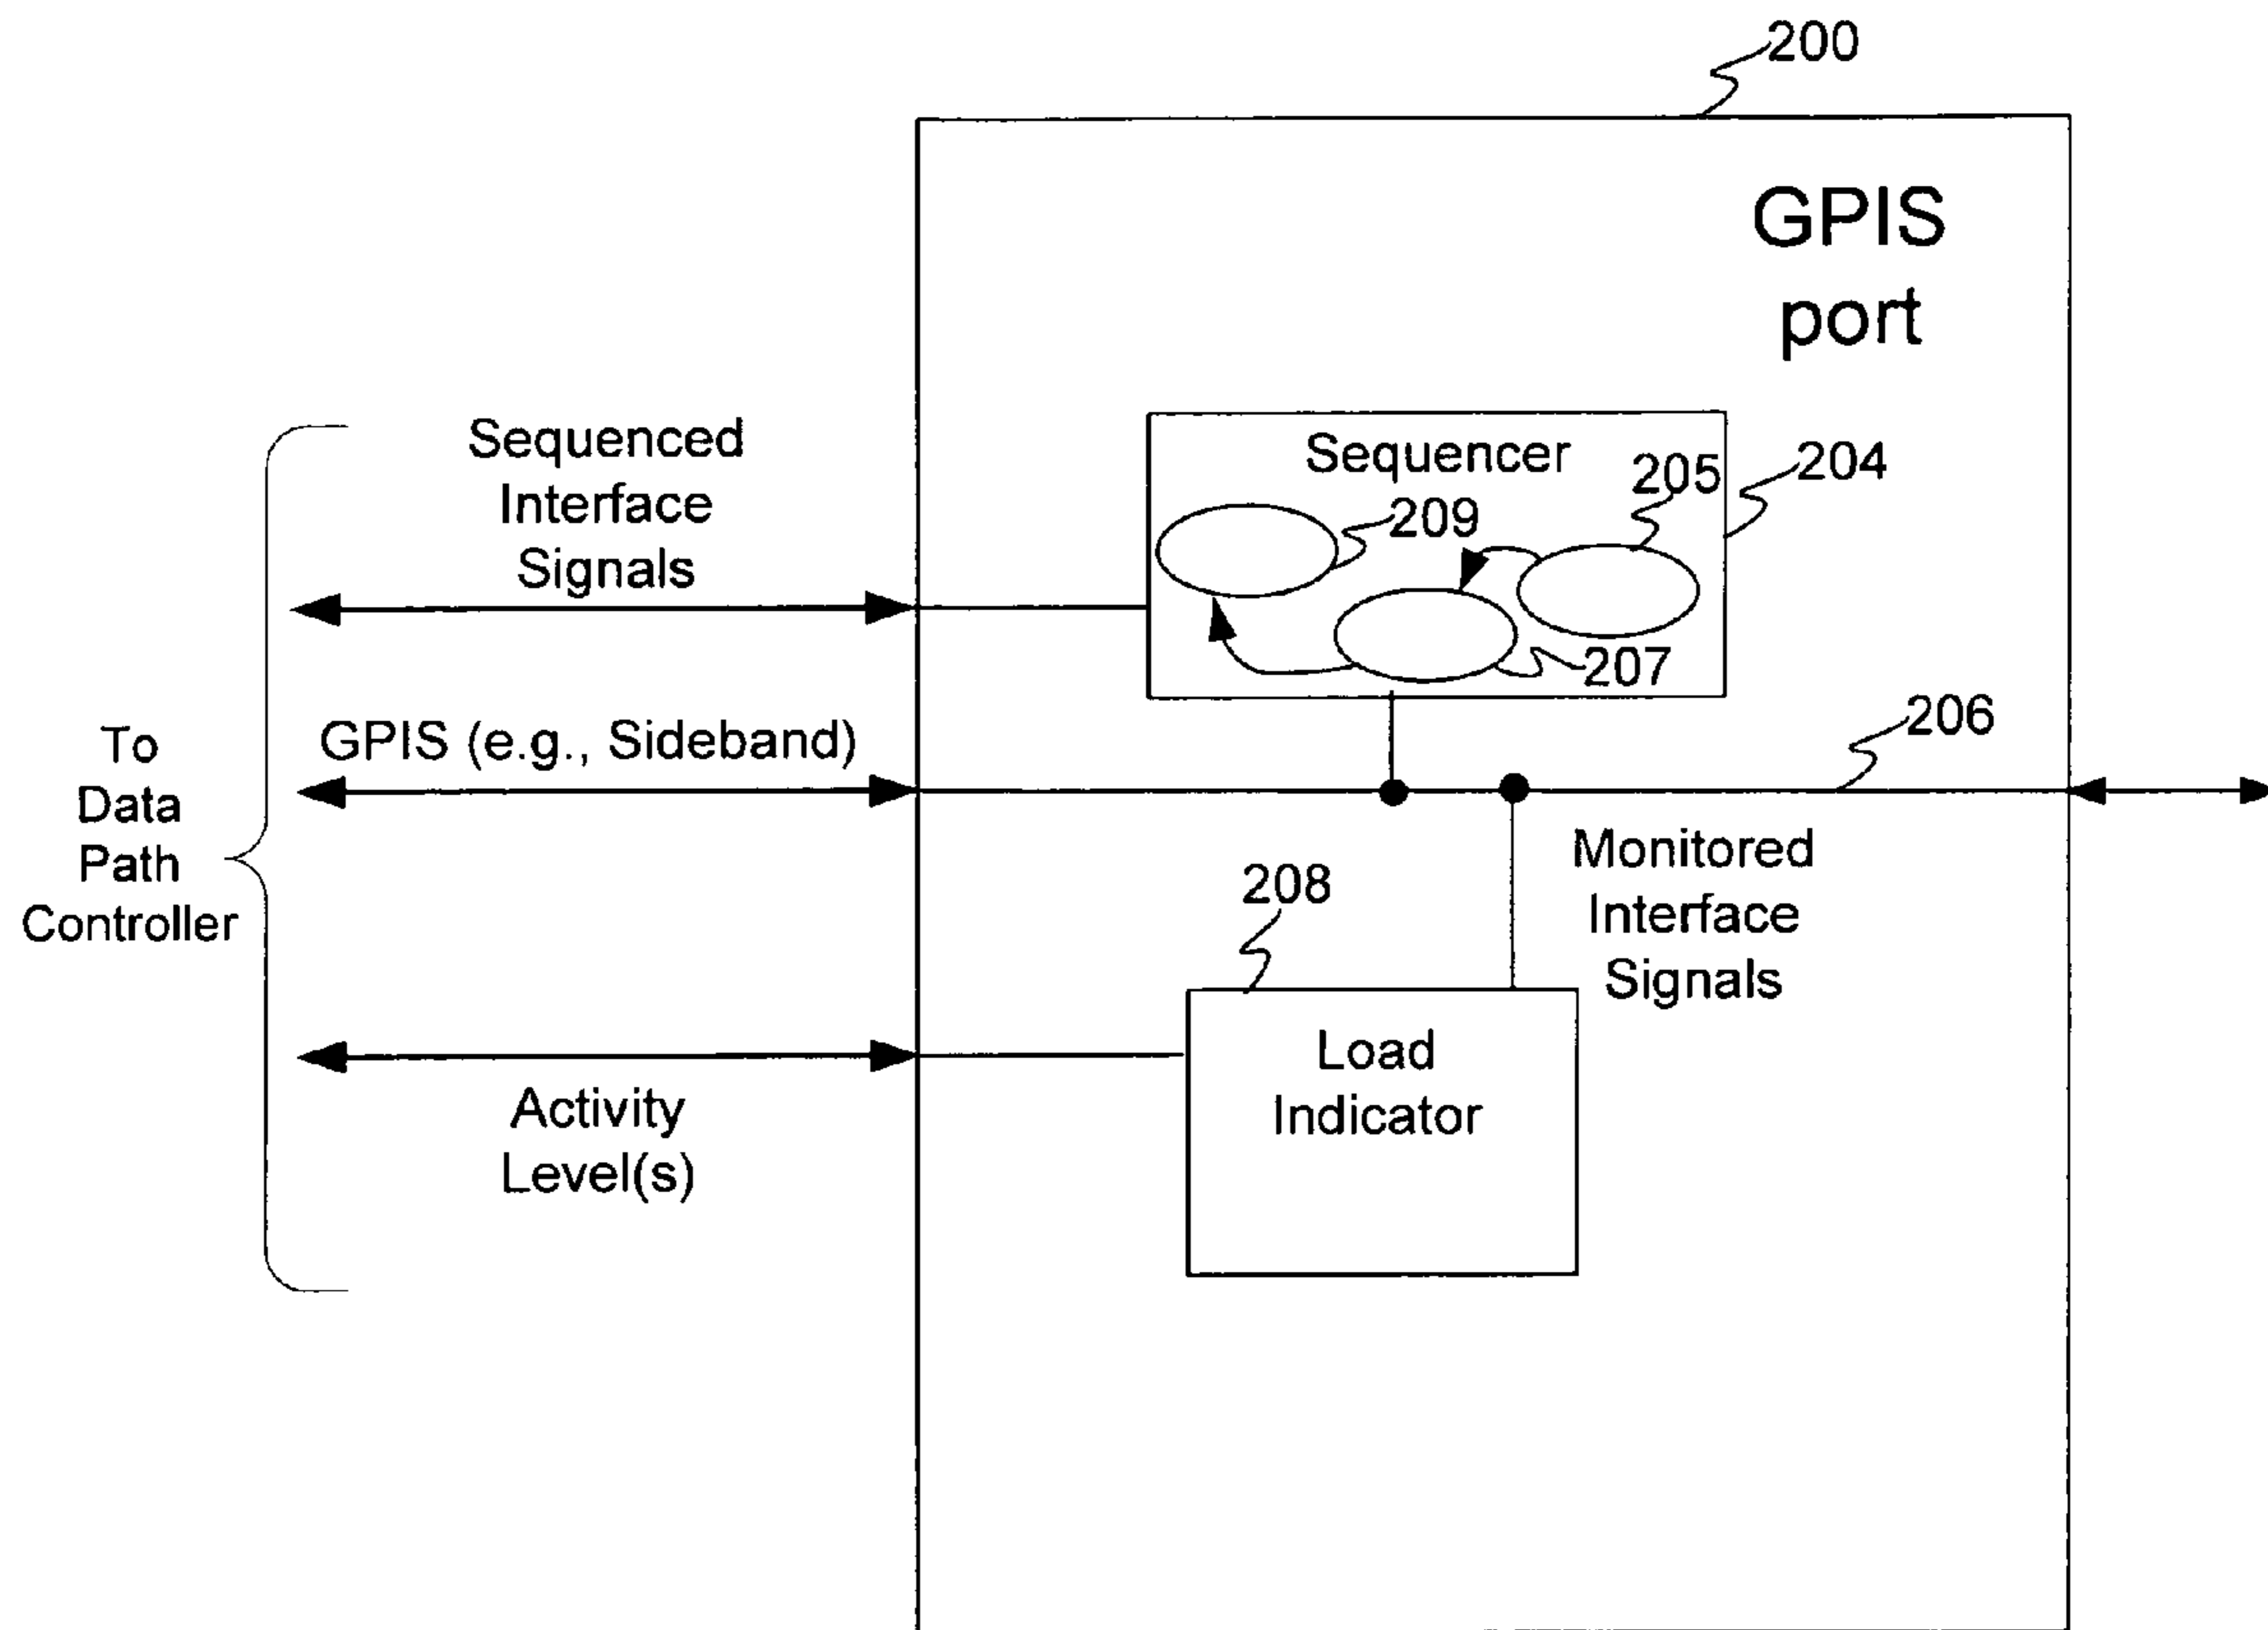 200
GPIS
port
Sequenced
Interface
Signals
Sequencer
205
204
209
207
To
Data
Path
Controller
GPIS (e.g., Sideband)
206
Monitored
Interface
Signals
208
Load
Indicator
Activity
Level(s)